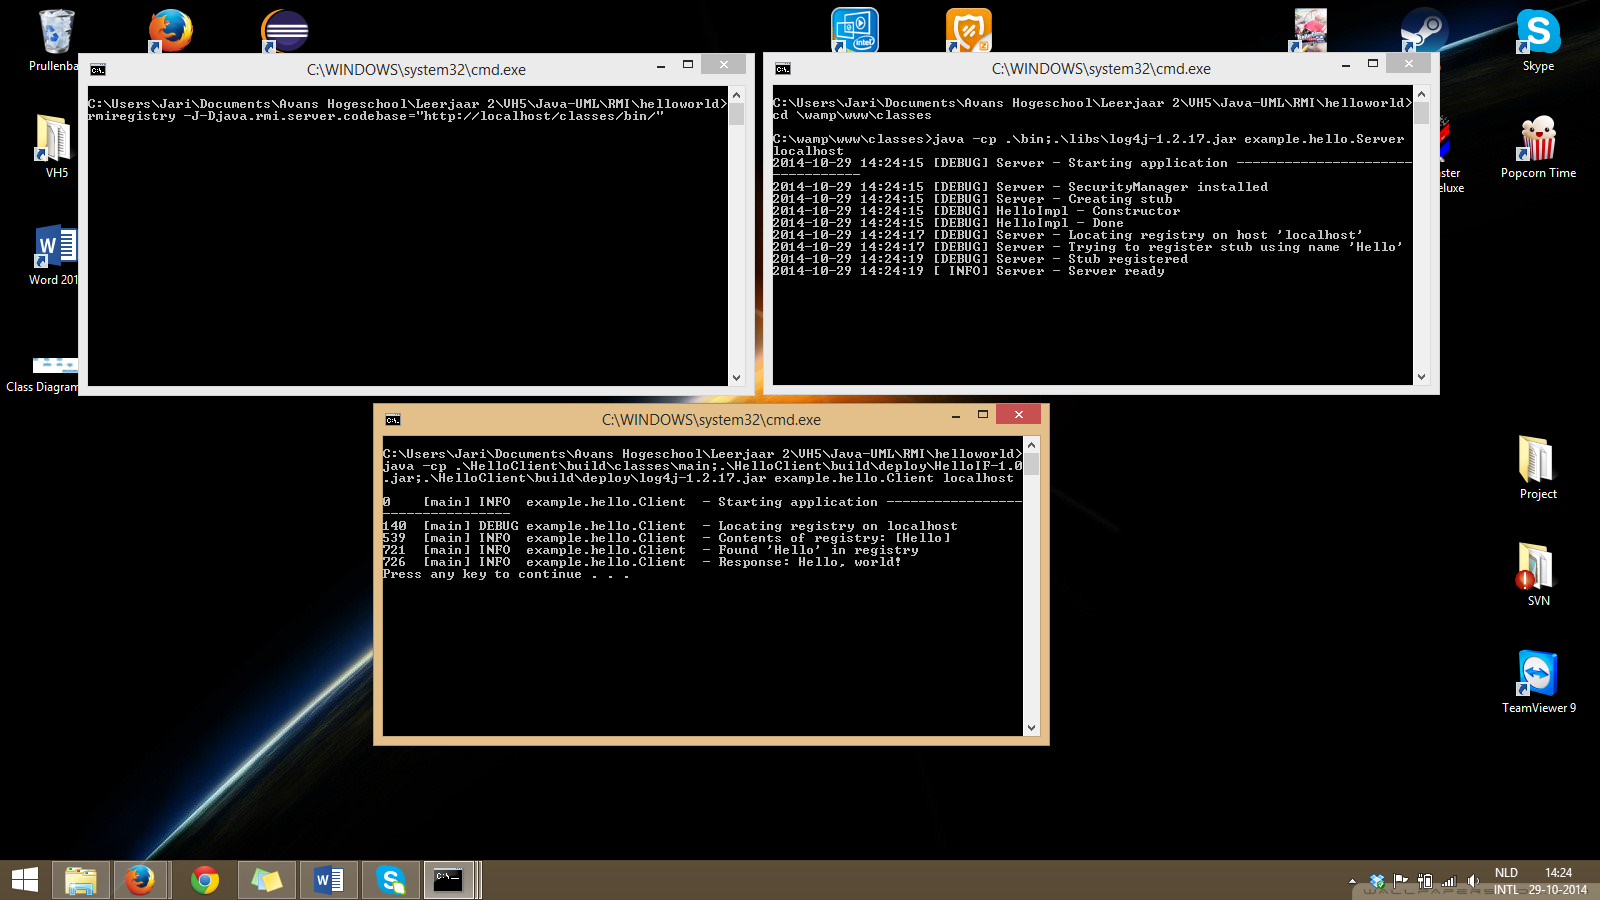 Prullenba
VH5
Word 201
Class Diagram
C:\WINDOWS\system32\cmd.exe
C:\Users\Jari\Documents\Avans Hogeschool\Leerjaar 2\VH5\Java-UML\RMI\helloworld>
rmiregistry -J-Djava.rmi.server.codebase="http://localhost/classes/bin/"
C:\WINDOWS\system32\cmd.exe
C:\Users\Jari\Documents\Avans Hogeschool\Leerjaar 2\VH5\Java-UML\RMI\helloworld>
cd \wamp\www\classes
C:\wamp\www\classes>java -cp .\bin;.\libs\log4j-1.2.17.jar example.hello.Server
localhost
2014-10-29 14:24:15 [DEBUG] Server - Starting application ----------------------
-----------
2014-10-29 14:24:15 [DEBUG] Server - SecurityManager installed
2014-10-29 14:24:15 [DEBUG] Server - Creating stub
2014-10-29 14:24:15 [DEBUG] HelloImpl - Constructor
2014-10-29 14:24:15 [DEBUG] HelloImpl - Done
2014-10-29 14:24:17 [DEBUG] Server - Locating registry on host 'localhost'
2014-10-29 14:24:17 [DEBUG] Server - Trying to register stub using name 'Hello'
2014-10-29 14:24:19 [DEBUG] Server - Stub registered
2014-10-29 14:24:19 [ INFO] Server - Server ready
C:\WINDOWS\system32\cmd.exe
C:\Users\Jari\Documents\Avans Hogeschool\Leerjaar 2\VH5\Java-UML\RMI\helloworld>
java -cp .\HelloClient\build\classes\main;.\HelloClient\build\deploy\HelloIF-1.0
.jar;.\HelloClient\build\deploy\log4j-1.2.17.jar example.hello.Client localhost
0 [main] INFO example.hello.Client - Starting application -----------------
----------------
140 [main] DEBUG example.hello.Client - Locating registry on localhost
539 [main] INFO example.hello.Client - Contents of registry: [Hello]
721 [main] INFO example.hello.Client - Found 'Hello' in registry
726 [main] INFO example.hello.Client - Response: Hello, world!
Press any key to continue . . .
intel
Skype
ster
eluxe
Popcorn Time
Project
SVN
TeamViewer 9
NLD
INTL
14:24
29-10-2014